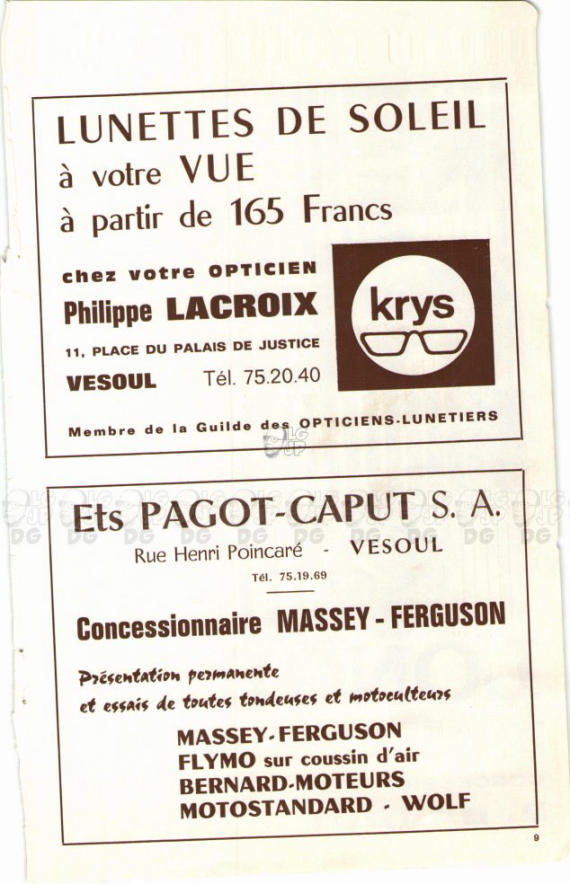 LUNETTES DE SOLEIL
à votre VUE
à partir de 165 Francs
chez votre OPTICIEN
Philippe LACROIX
11, PLACE DU PALAIS DE JUSTICE
VESOUL Tél. 75.20.40
krys
Membre de la Guilde des OPTICIENS-LUNETIERS
Ets PAGOT-CAPUT S. A.
Rue Henri Poincaré - VESOUL
Tél. 75.19.69
Concessionnaire MASSEY-FERGUSON
Présentation permanente
et essais de toutes tondeuses et motoculteurs
MASSEY-FERGUSON
FLYMO sur coussin d'air
BERNARD-MOTEURS
MOTOSTANDARD - WOLF
9